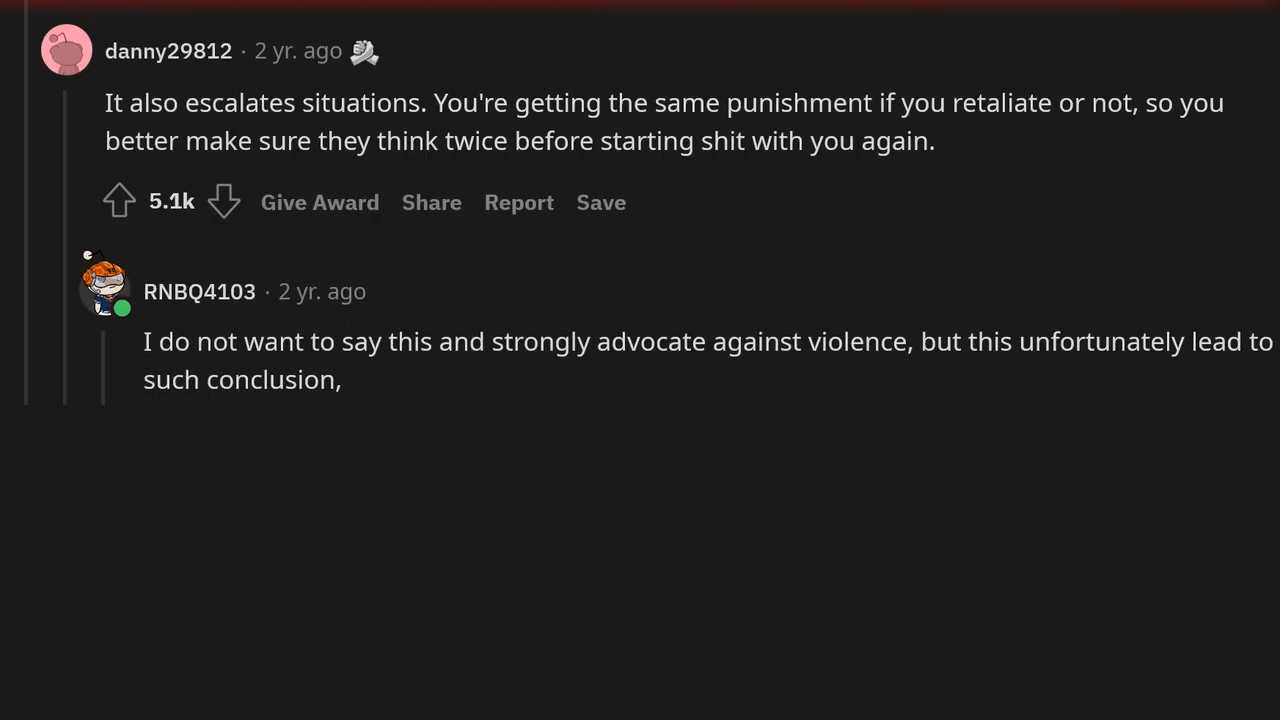 danny29812 · 2 yr. ago
It also escalates situations. You're getting the same punishment if you retaliate or not, so you
better make sure they think twice before starting shit with you again.
5.1k Give Award Share Report Save
RNBQ4103 · 2 yr. ago
I do not want to say this and strongly advocate against violence, but this unfortunately lead to
such conclusion,